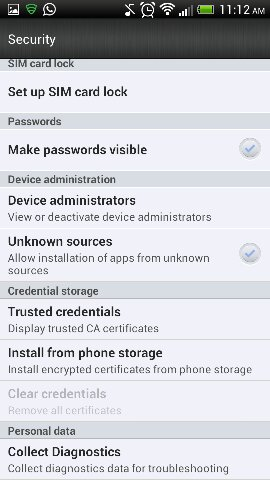 11:12 AM
Security
SIM card lock
Set up SIM card lock
Passwords
Make passwords visible
Device administration
Device administrators
View or deactivate device administrators
Unknown sources
Allow installation of apps from unknown
sources
Credential storage
Trusted credentials
Display trusted CA certificates
Install from phone storage
Install encrypted certificates from phone storage
Clear credentials
Remove all certificates
Personal data
Collect Diagnostics
Collect diagnostics data for troubleshooting